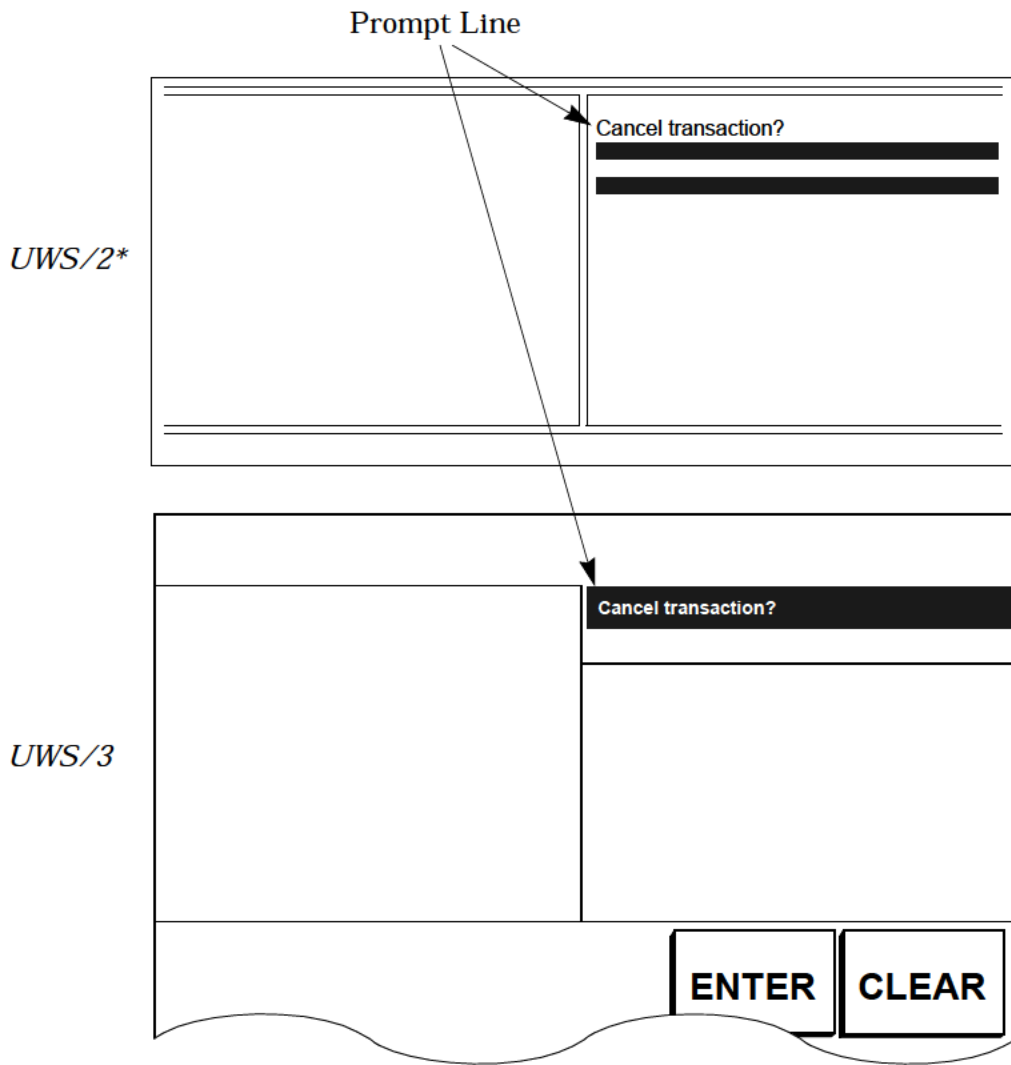 Prompt Line
Cancel transaction?
UWS/2*
Cancel transaction?
UWS/3
ENTER CLEAR